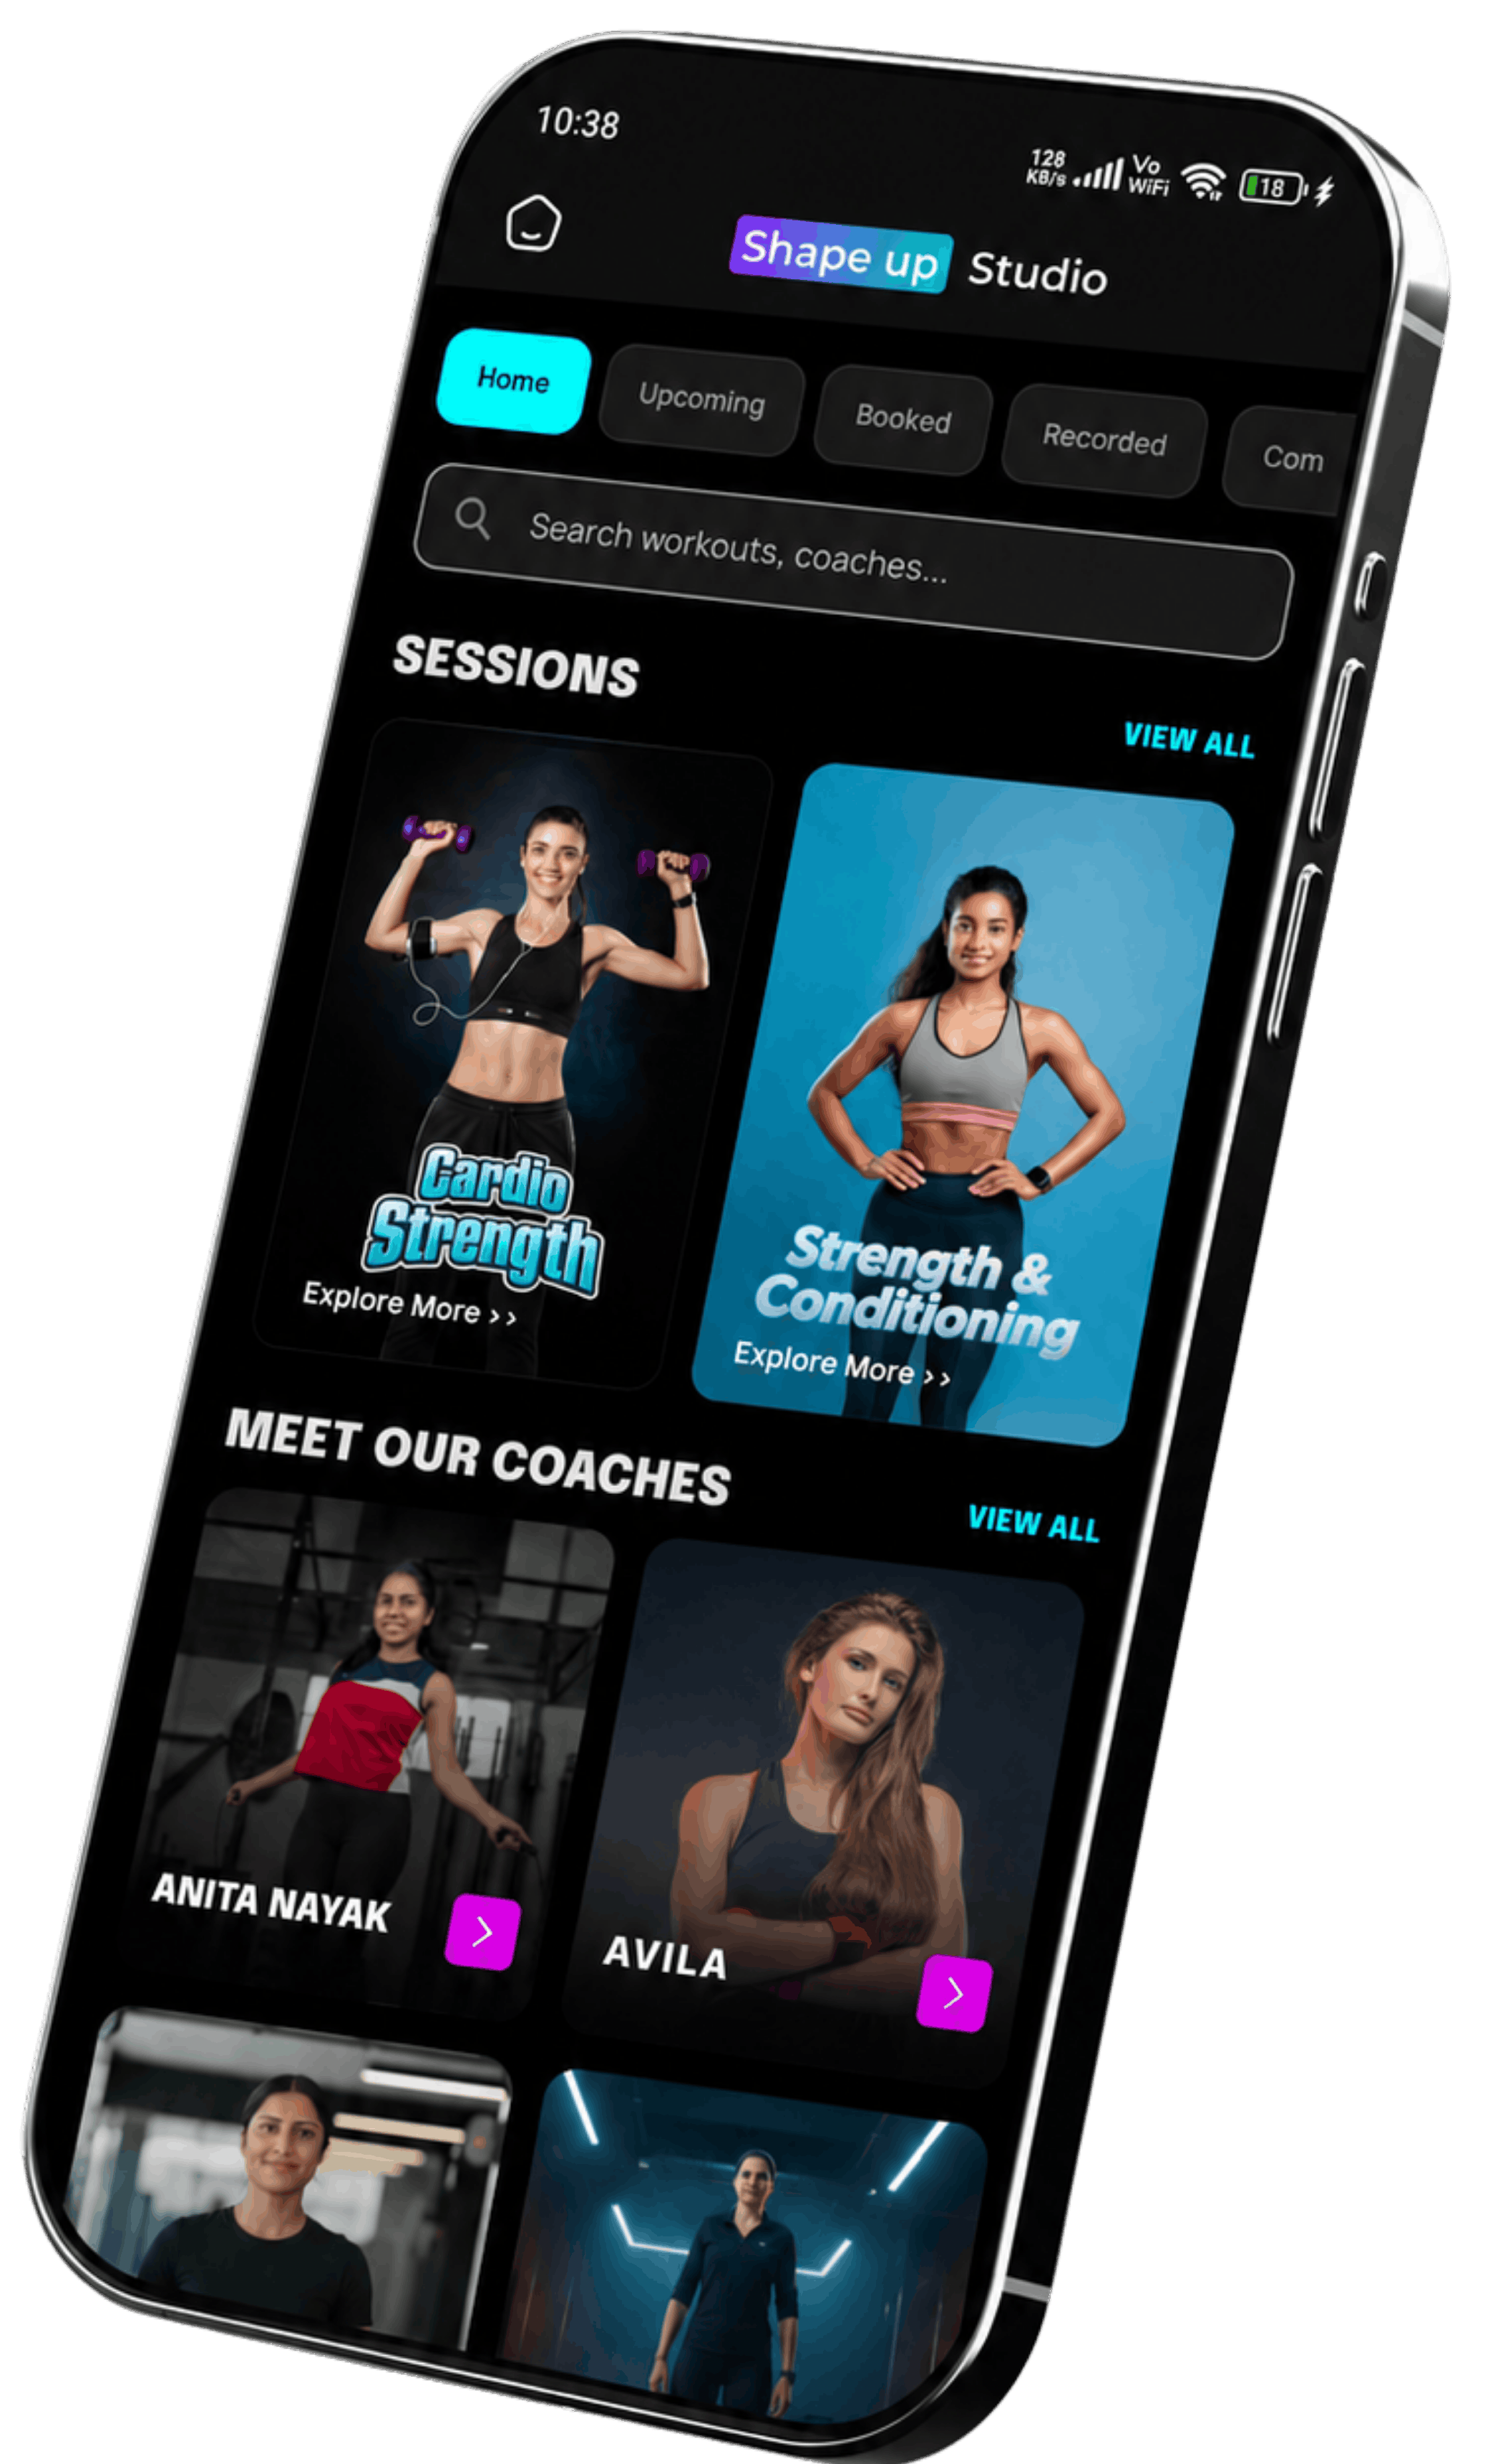 10:38
128
KB/s
Vo
WiFi
18
Shape up Studio
Home
Upcoming
Booked
Recorded
Com
Search workouts, coaches...
SESSIONS
VIEW ALL
Cardio
Strength
Explore More >>
Strength &
Conditioning
Explore More >>
MEET OUR COACHES
VIEW ALL
ANITA NAYAK
AVILA